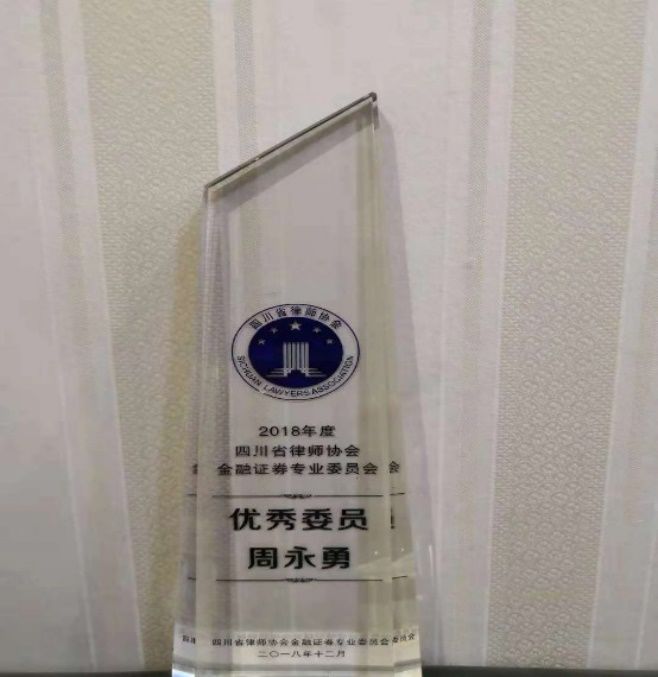 四川省律师协会
SICHUAN LAWYERS ASSOCIATION
2018年度
四川省律师协会
金融证券专业委员会
优秀委员
周永勇
四川省律师协会金融证券专业委员会
二〇一八年十二月